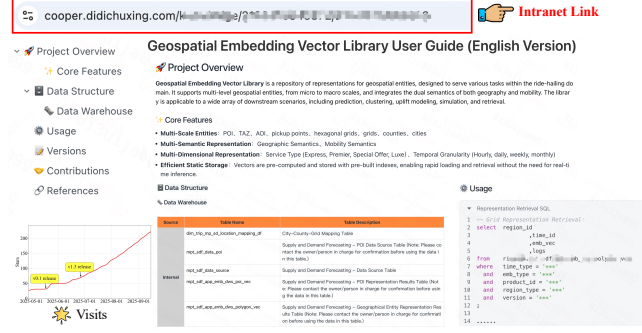 cooper.didichuxing.com/
Intranet Link
Geospatial Embedding Vector Library User Guide (English Version)
🚀 Project Overview
✨ Core Features
🗄 Data Structure
🏷 Data Warehouse
⚙ Usage
📝 Versions
🤝 Contributions
🔗 References
🚀 Project Overview
Geospatial Embedding Vector Library is a repository of representations for geospatial entities, designed to serve various tasks within the ride-hailing do
main. It supports multi-level geospatial entities, from micro to macro scales, and integrates the dual semantics of both geography and mobility. The librar
y is applicable to a wide array of downstream scenarios, including prediction, clustering, uplift modeling, simulation, and retrieval.
✨ Core Features
• Multi-Scale Entities: POI, TAZ, AOI, pickup points, hexagonal grids, grids, counties, cities
• Multi-Semantic Representation: Geographic Semantics, Mobility Semantics
• Multi-Dimensional Representation: Service Type (Express, Premier, Special Offer, Luxe), Temporal Granularity (Hourly, daily, weekly, monthly)
• Efficient Static Storage: Vectors are pre-computed and stored with pre-built indexes, enabling rapid loading and retrieval without the need for real-ti
me inference.
🗄 Data Structure
🏷 Data Warehouse
Source Table Name Table Description
dim_trip_mp_sd_location_mapping_df City-County-Grid Mapping Table
mpt_sdf_data_poi Supply and Demand Forecasting – POI Data Source Table (Note: Please co
ntact the owner/person in charge for confirmation before using the data i
n this table.)
Internal
mpt_sdf_data_source Supply and Demand Forecasting – Data Source Table
mpt_sdf_app_emb_dws_poi_vec Supply and Demand Forecasting – POI Representation Results Table (Not
e: Please contact the owner/person in charge for confirmation before usin
g the data in this table.)
mpt_sdf_app_emb_dws_polygon_vec Supply and Demand Forecasting – Geographical Entity Representation Res
ults Table (Note: Please contact the owner/person in charge for confirmati
on before using the data in this table.)
⚙ Usage
Representation Retrieval SQL
1 -- Grid Representation Retrieval:
2 select region_id
3 ,time_id
4 ,emb_vec
5 ,logs
6 from
7 where time_type = '***'
8 and emb_type = '***'
9 and product_id = '***'
10 and region_type = '***'
11 and version = '***'
12 ;
13
14 ......
Stars
200
150
100
50
v0.1 release
v1.1 release
2025-05-01 2025-06-01 2025-07-01 2025-08-01 2025-09-01
Visits